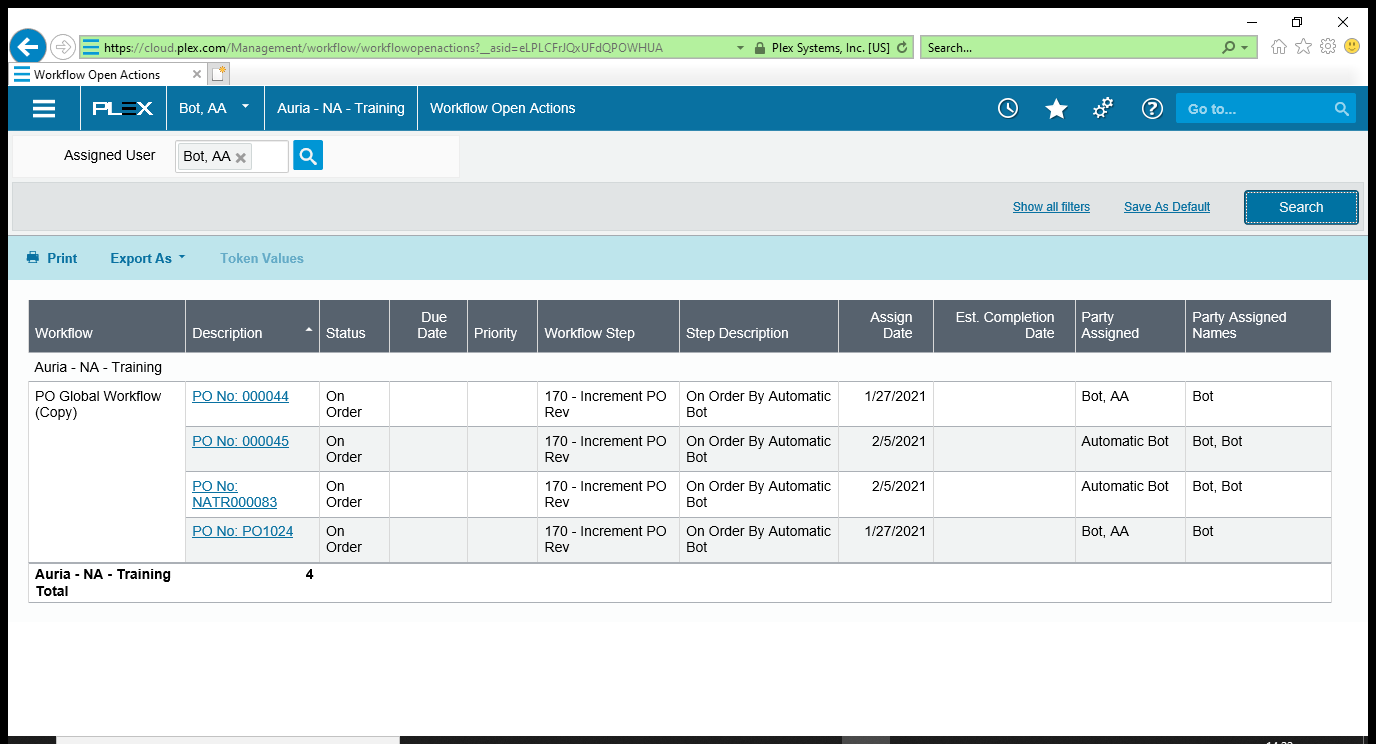 https://cloud.plex.com/Management/workflow/workflowopenactions?__asid=eLPLCFrJQxUFdQPOWHUA Plex Systems, Inc. [US] Search...
Workflow Open Actions
PLEX Bot, AA Auria - NA - Training Workflow Open Actions Go to...
Assigned User Bot, AA
Show all filters Save As Default Search
Print Export As Token Values
Workflow Description Status Due Date Priority Workflow Step Step Description Assign Date Est. Completion Date Party Assigned Party Assigned Names
Auria - NA - Training
PO Global Workflow (Copy) PO No: 000044 On Order 170 - Increment PO Rev On Order By Automatic Bot 1/27/2021 Bot, AA Bot
PO No: 000045 On Order 170 - Increment PO Rev On Order By Automatic Bot 2/5/2021 Automatic Bot Bot, Bot
PO No: NATR000083 On Order 170 - Increment PO Rev On Order By Automatic Bot 2/5/2021 Automatic Bot Bot, Bot
PO No: PO1024 On Order 170 - Increment PO Rev On Order By Automatic Bot 1/27/2021 Bot, AA Bot
Auria - NA - Training Total 4